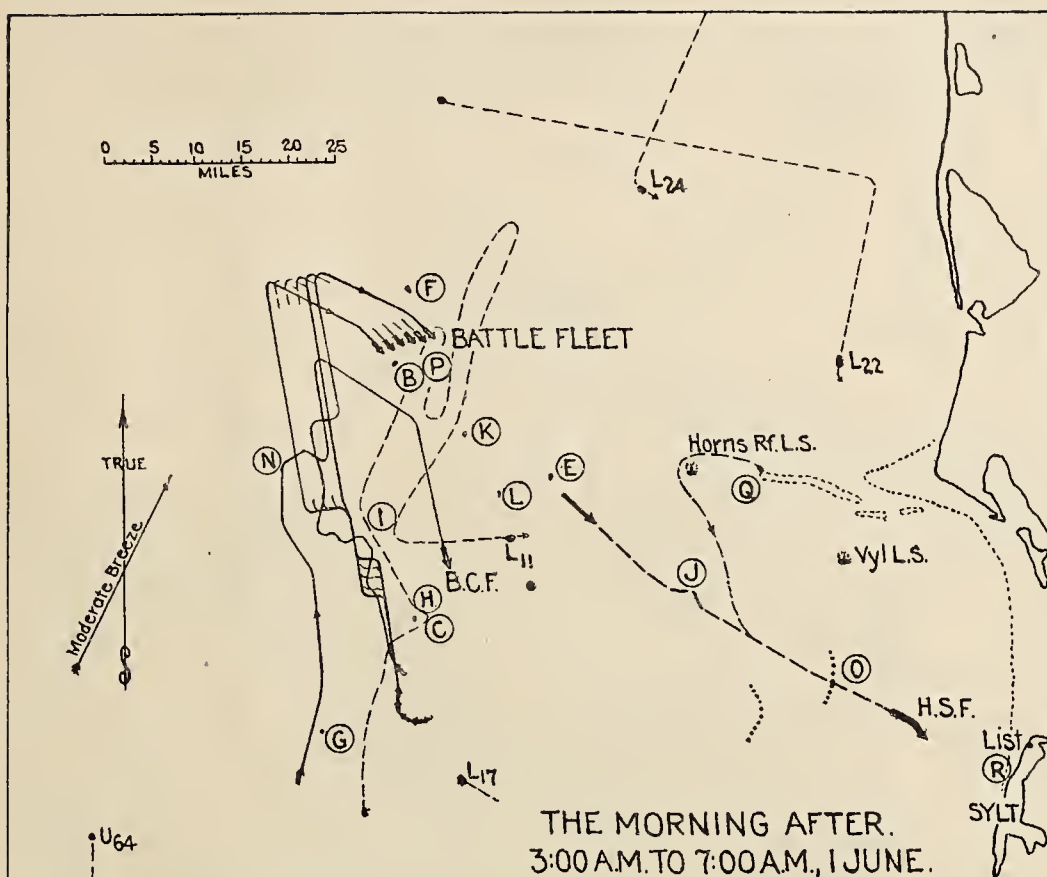 0 5 10 15 20 25
MILES
L24
F
BATTLE FLEET
B
P
L22
K
TRUE
Moderate Breeze
N
E
Horns Rf. L.S.
Q
L
I
L11
Vyl L.S.
B.C.F.
J
H
C
O
G
H.S.F.
List
R
L17
SYLT
U64
THE MORNING AFTER.
3:00 A.M. TO 7:00 A.M., 1 JUNE.